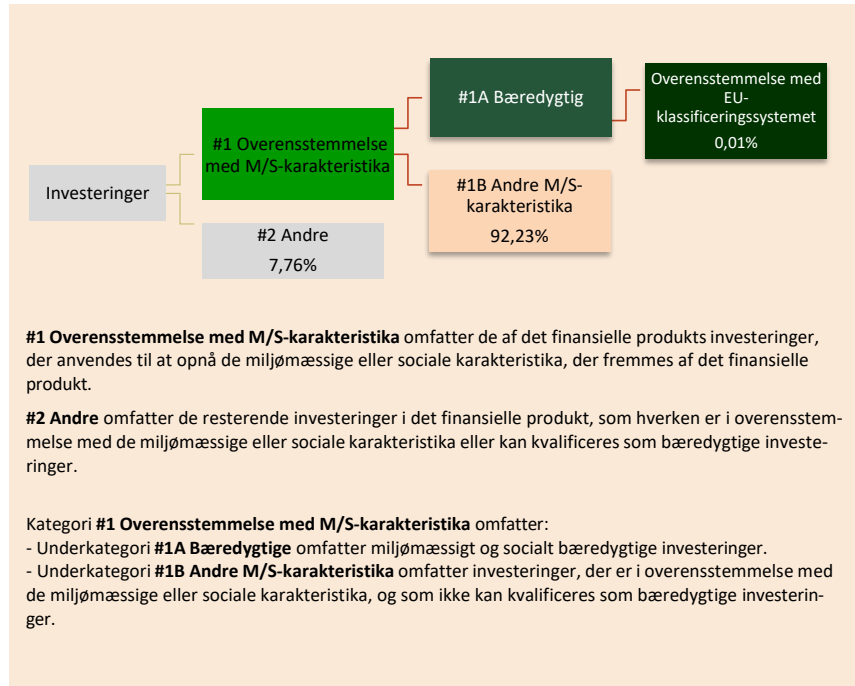 Investeringer
#1 Overensstemmelse
med M/S-karakteristika
#2 Andre
7,76%
#1A Bæredygtig
#1B Andre M/S-
karakteristika
92,23%
Overensstemmelse med
EU-
klassificeringssystemet
0,01%
#1 Overensstemmelse med M/S-karakteristika omfatter de af det finansielle produkts investeringer,
der anvendes til at opnå de miljømæssige eller sociale karakteristika, der fremmes af det finansielle
produkt.
#2 Andre omfatter de resterende investeringer i det finansielle produkt, som hverken er i overensstem-
melse med de miljømæssige eller sociale karakteristika eller kan kvalificeres som bæredygtige investe-
ringer.
Kategori #1 Overensstemmelse med M/S-karakteristika omfatter:
- Underkategori #1A Bæredygtige omfatter miljømæssigt og socialt bæredygtige investeringer.
- Underkategori #1B Andre M/S-karakteristika omfatter investeringer, der er i overensstemmelse med
de miljømæssige eller sociale karakteristika, og som ikke kan kvalificeres som bæredygtige investerin-
ger.